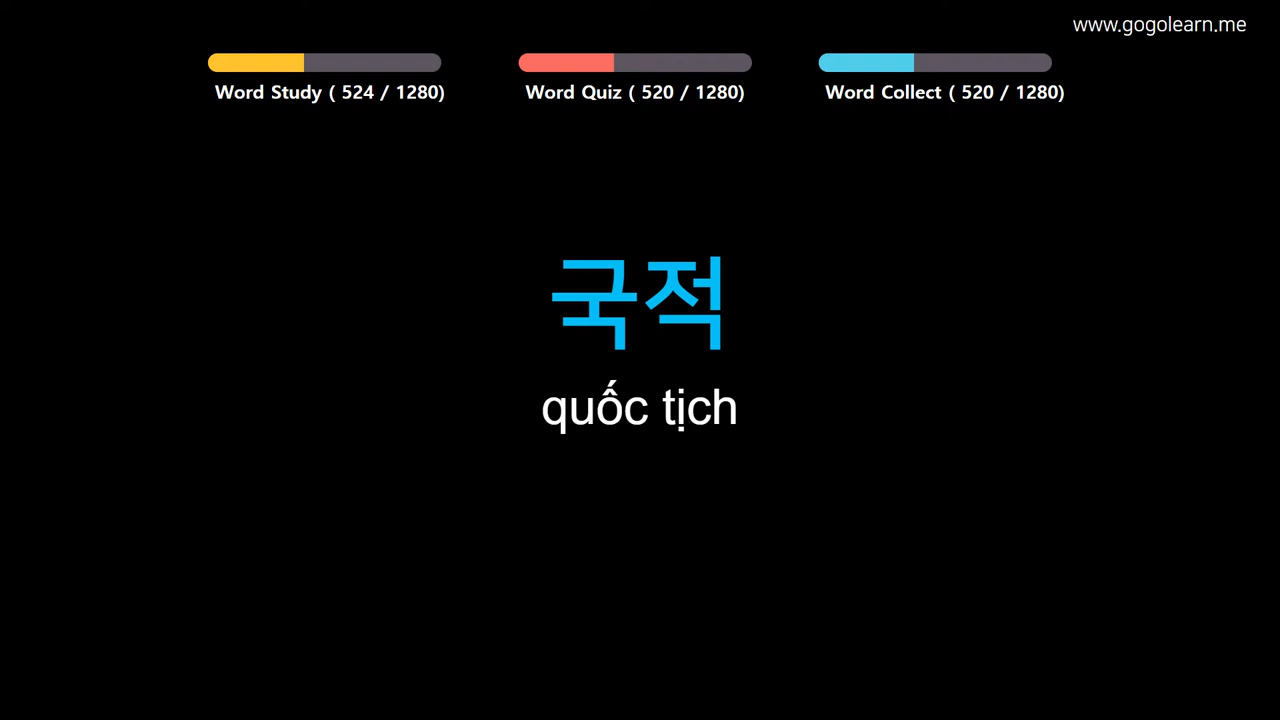 www.gogolearn.me
Word Study ( 524 / 1280)
Word Quiz ( 520 / 1280)
Word Collect ( 520 / 1280)
국적
quốc tịch